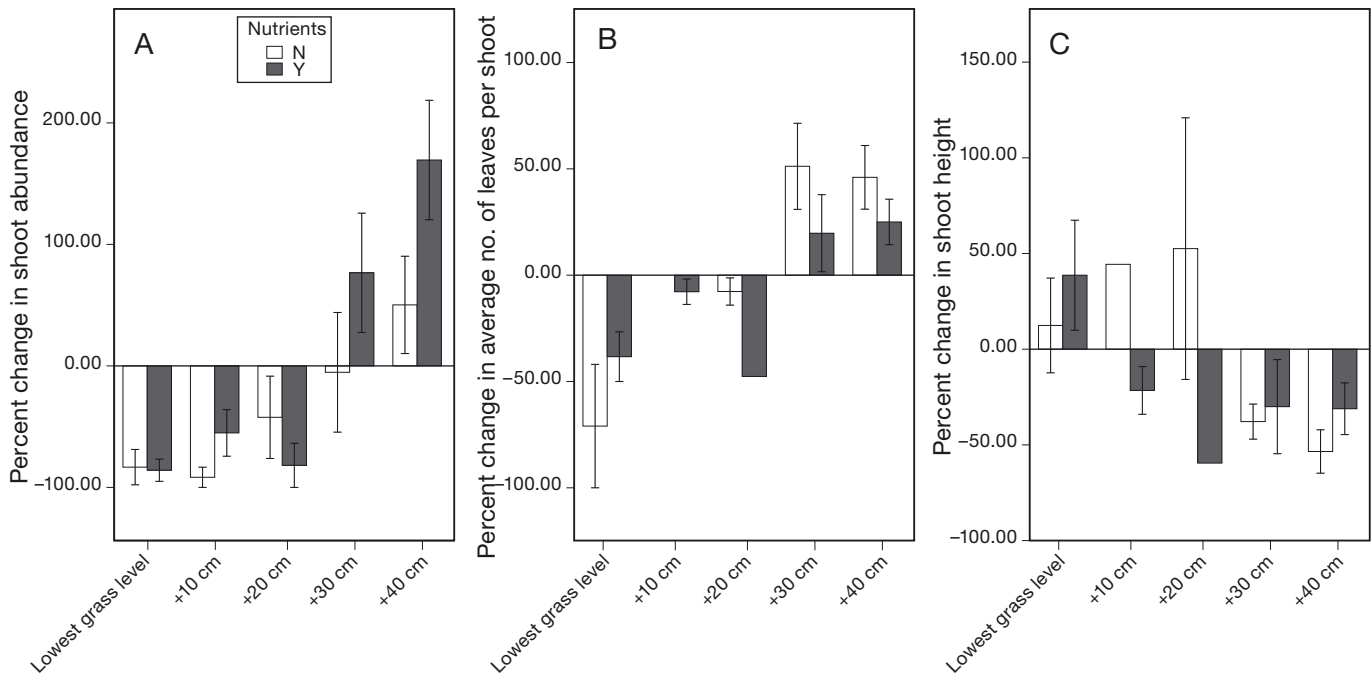 A
Nutrients
N
Y
Percent change in shoot abundance
200.00
100.00
0.00
−100.00
Lowest grass level
+10 cm
+20 cm
+30 cm
+40 cm
B
Percent change in average no. of leaves per shoot
100.00
50.00
0.00
−50.00
−100.00
Lowest grass level
+10 cm
+20 cm
+30 cm
+40 cm
C
Percent change in shoot height
150.00
100.00
50.00
0.00
−50.00
−100.00
Lowest grass level
+10 cm
+20 cm
+30 cm
+40 cm